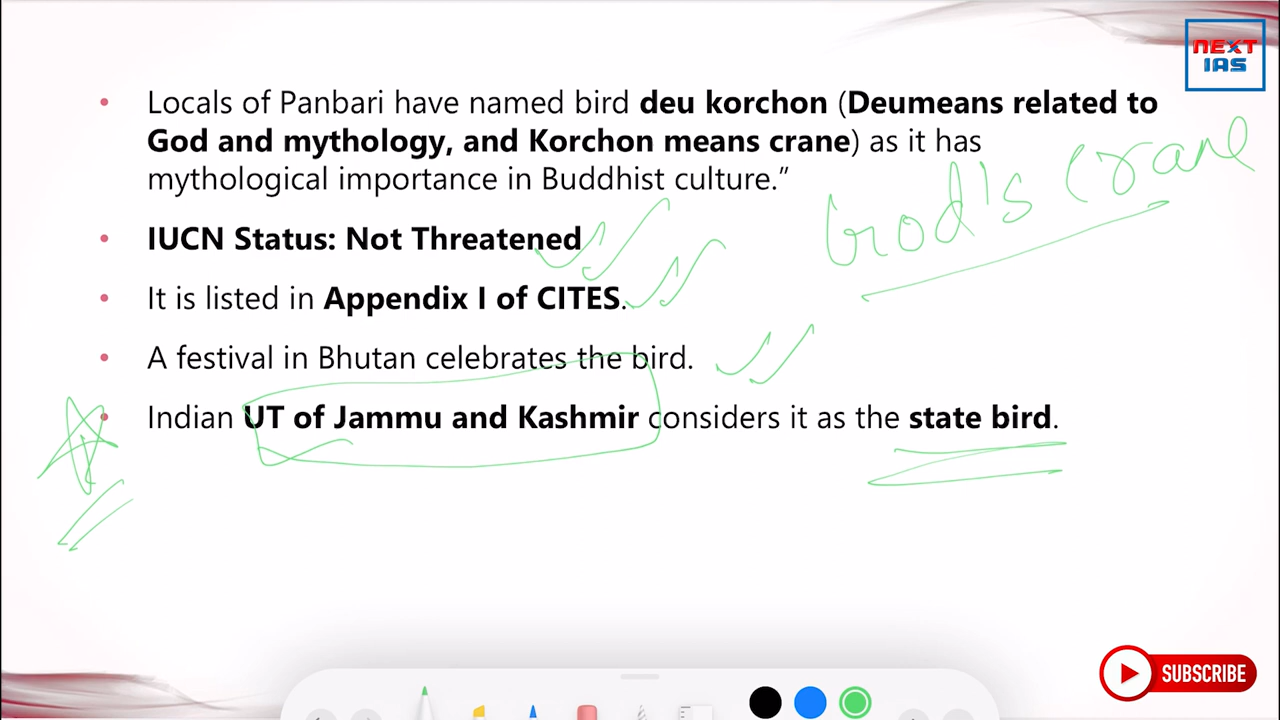 NEXT
IAS
• Locals of Panbari have named bird deu korchon (Deumeans related to
God and mythology, and Korchon means crane) as it has
mythological importance in Buddhist culture.”
God's Crane
• IUCN Status: Not Threatened
• It is listed in Appendix I of CITES.
• A festival in Bhutan celebrates the bird.
• Indian UT of Jammu and Kashmir considers it as the state bird.
SUBSCRIBE